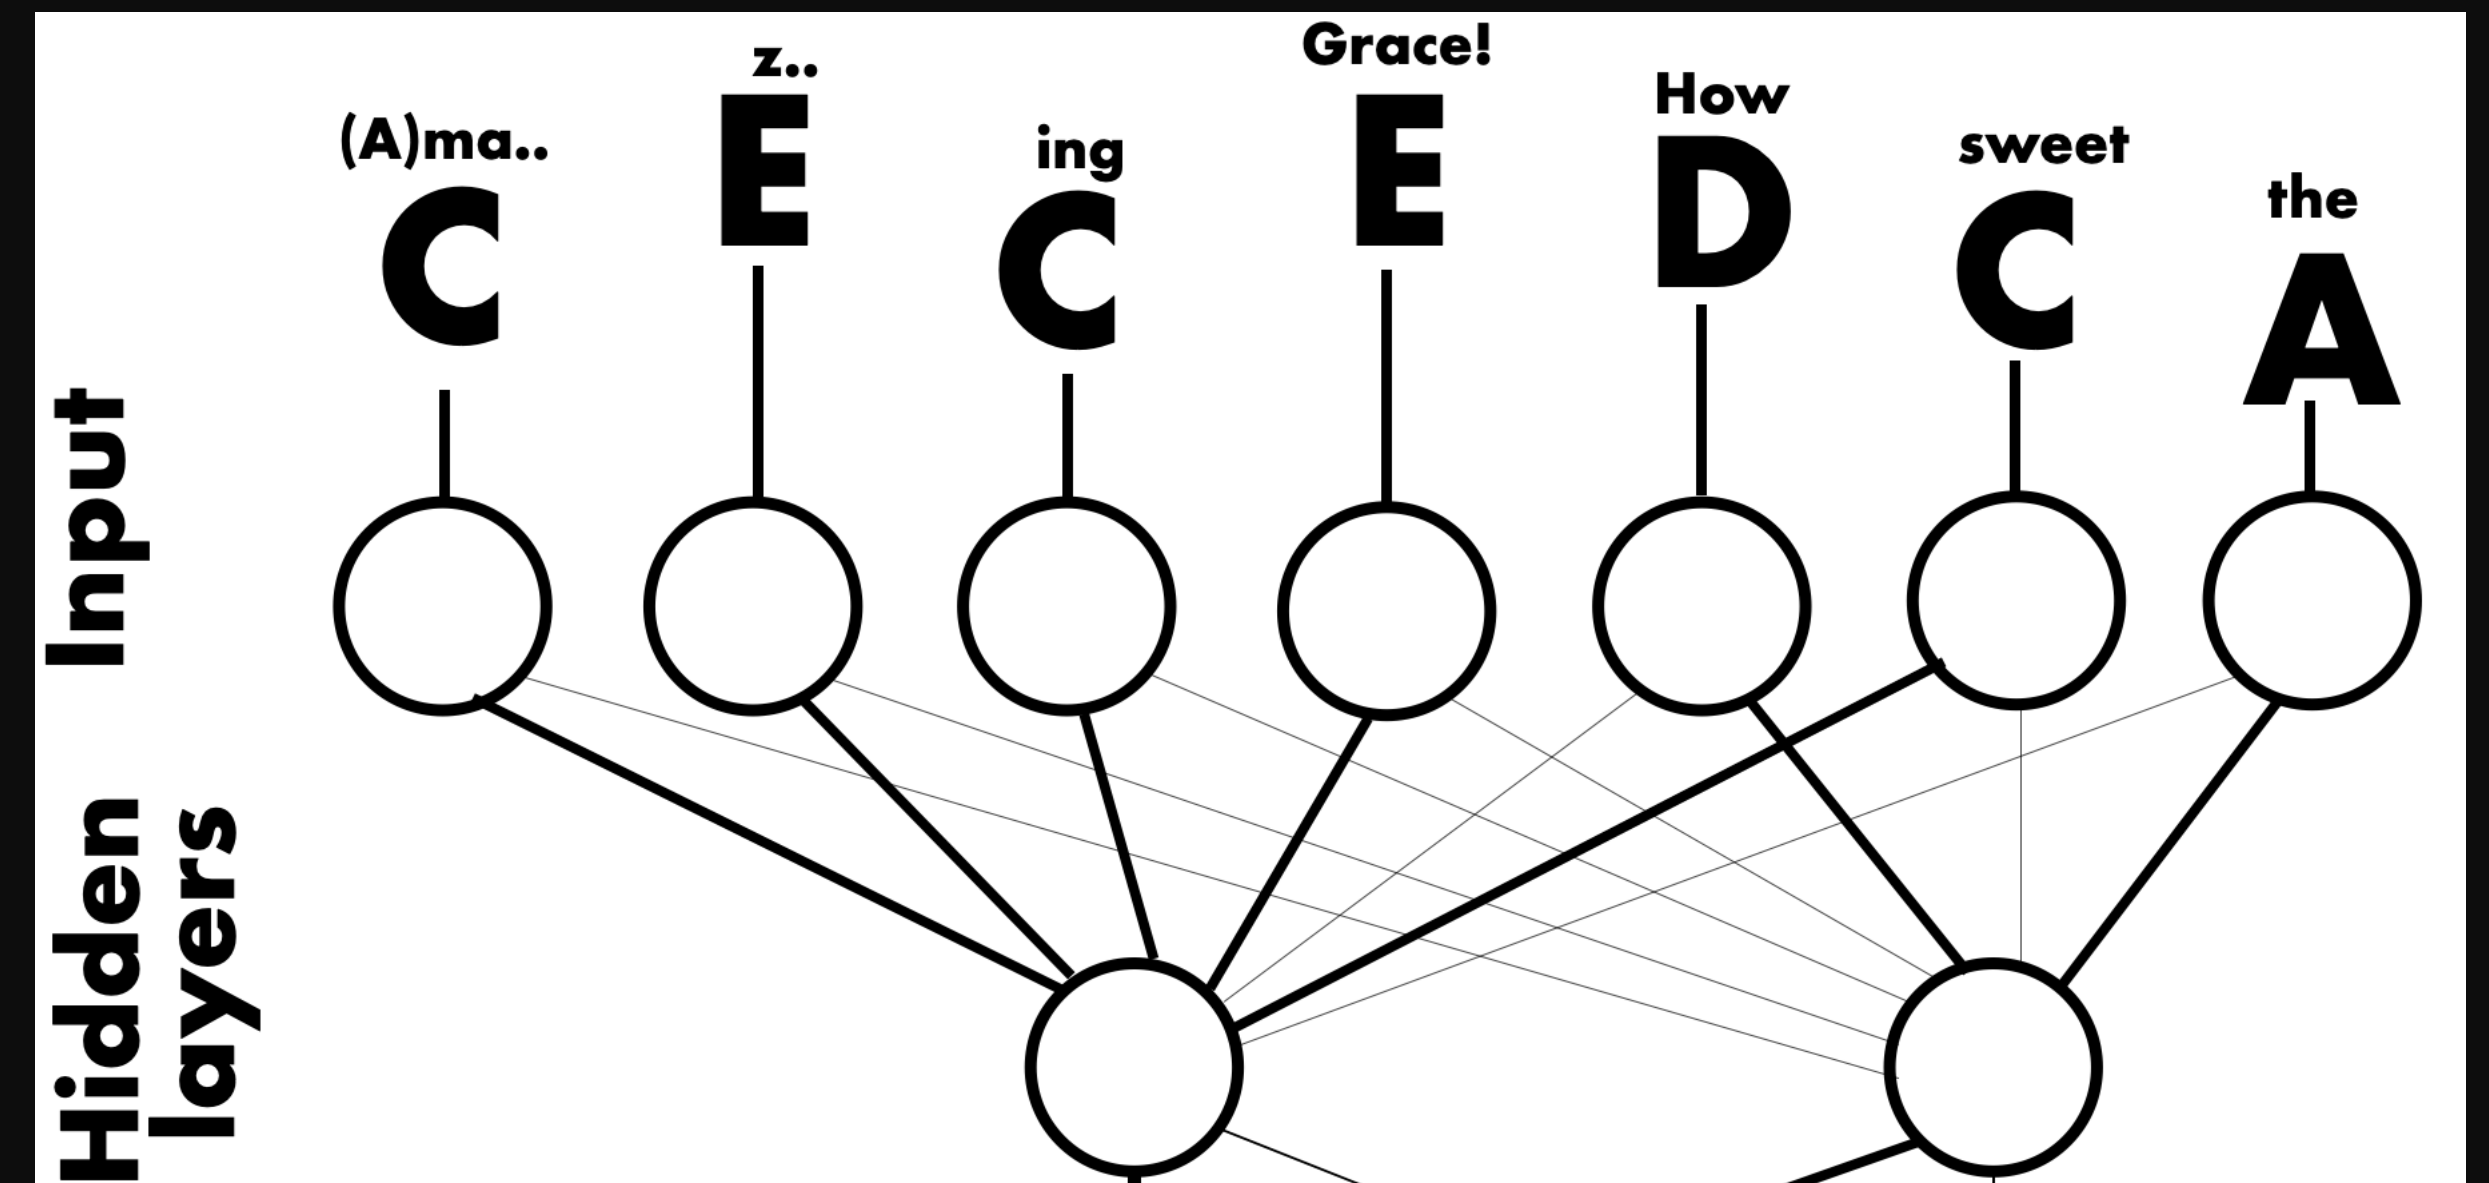 (A)ma.. z.. ing Grace! How sweet the
C E C E D C A
Input
Hidden
layers